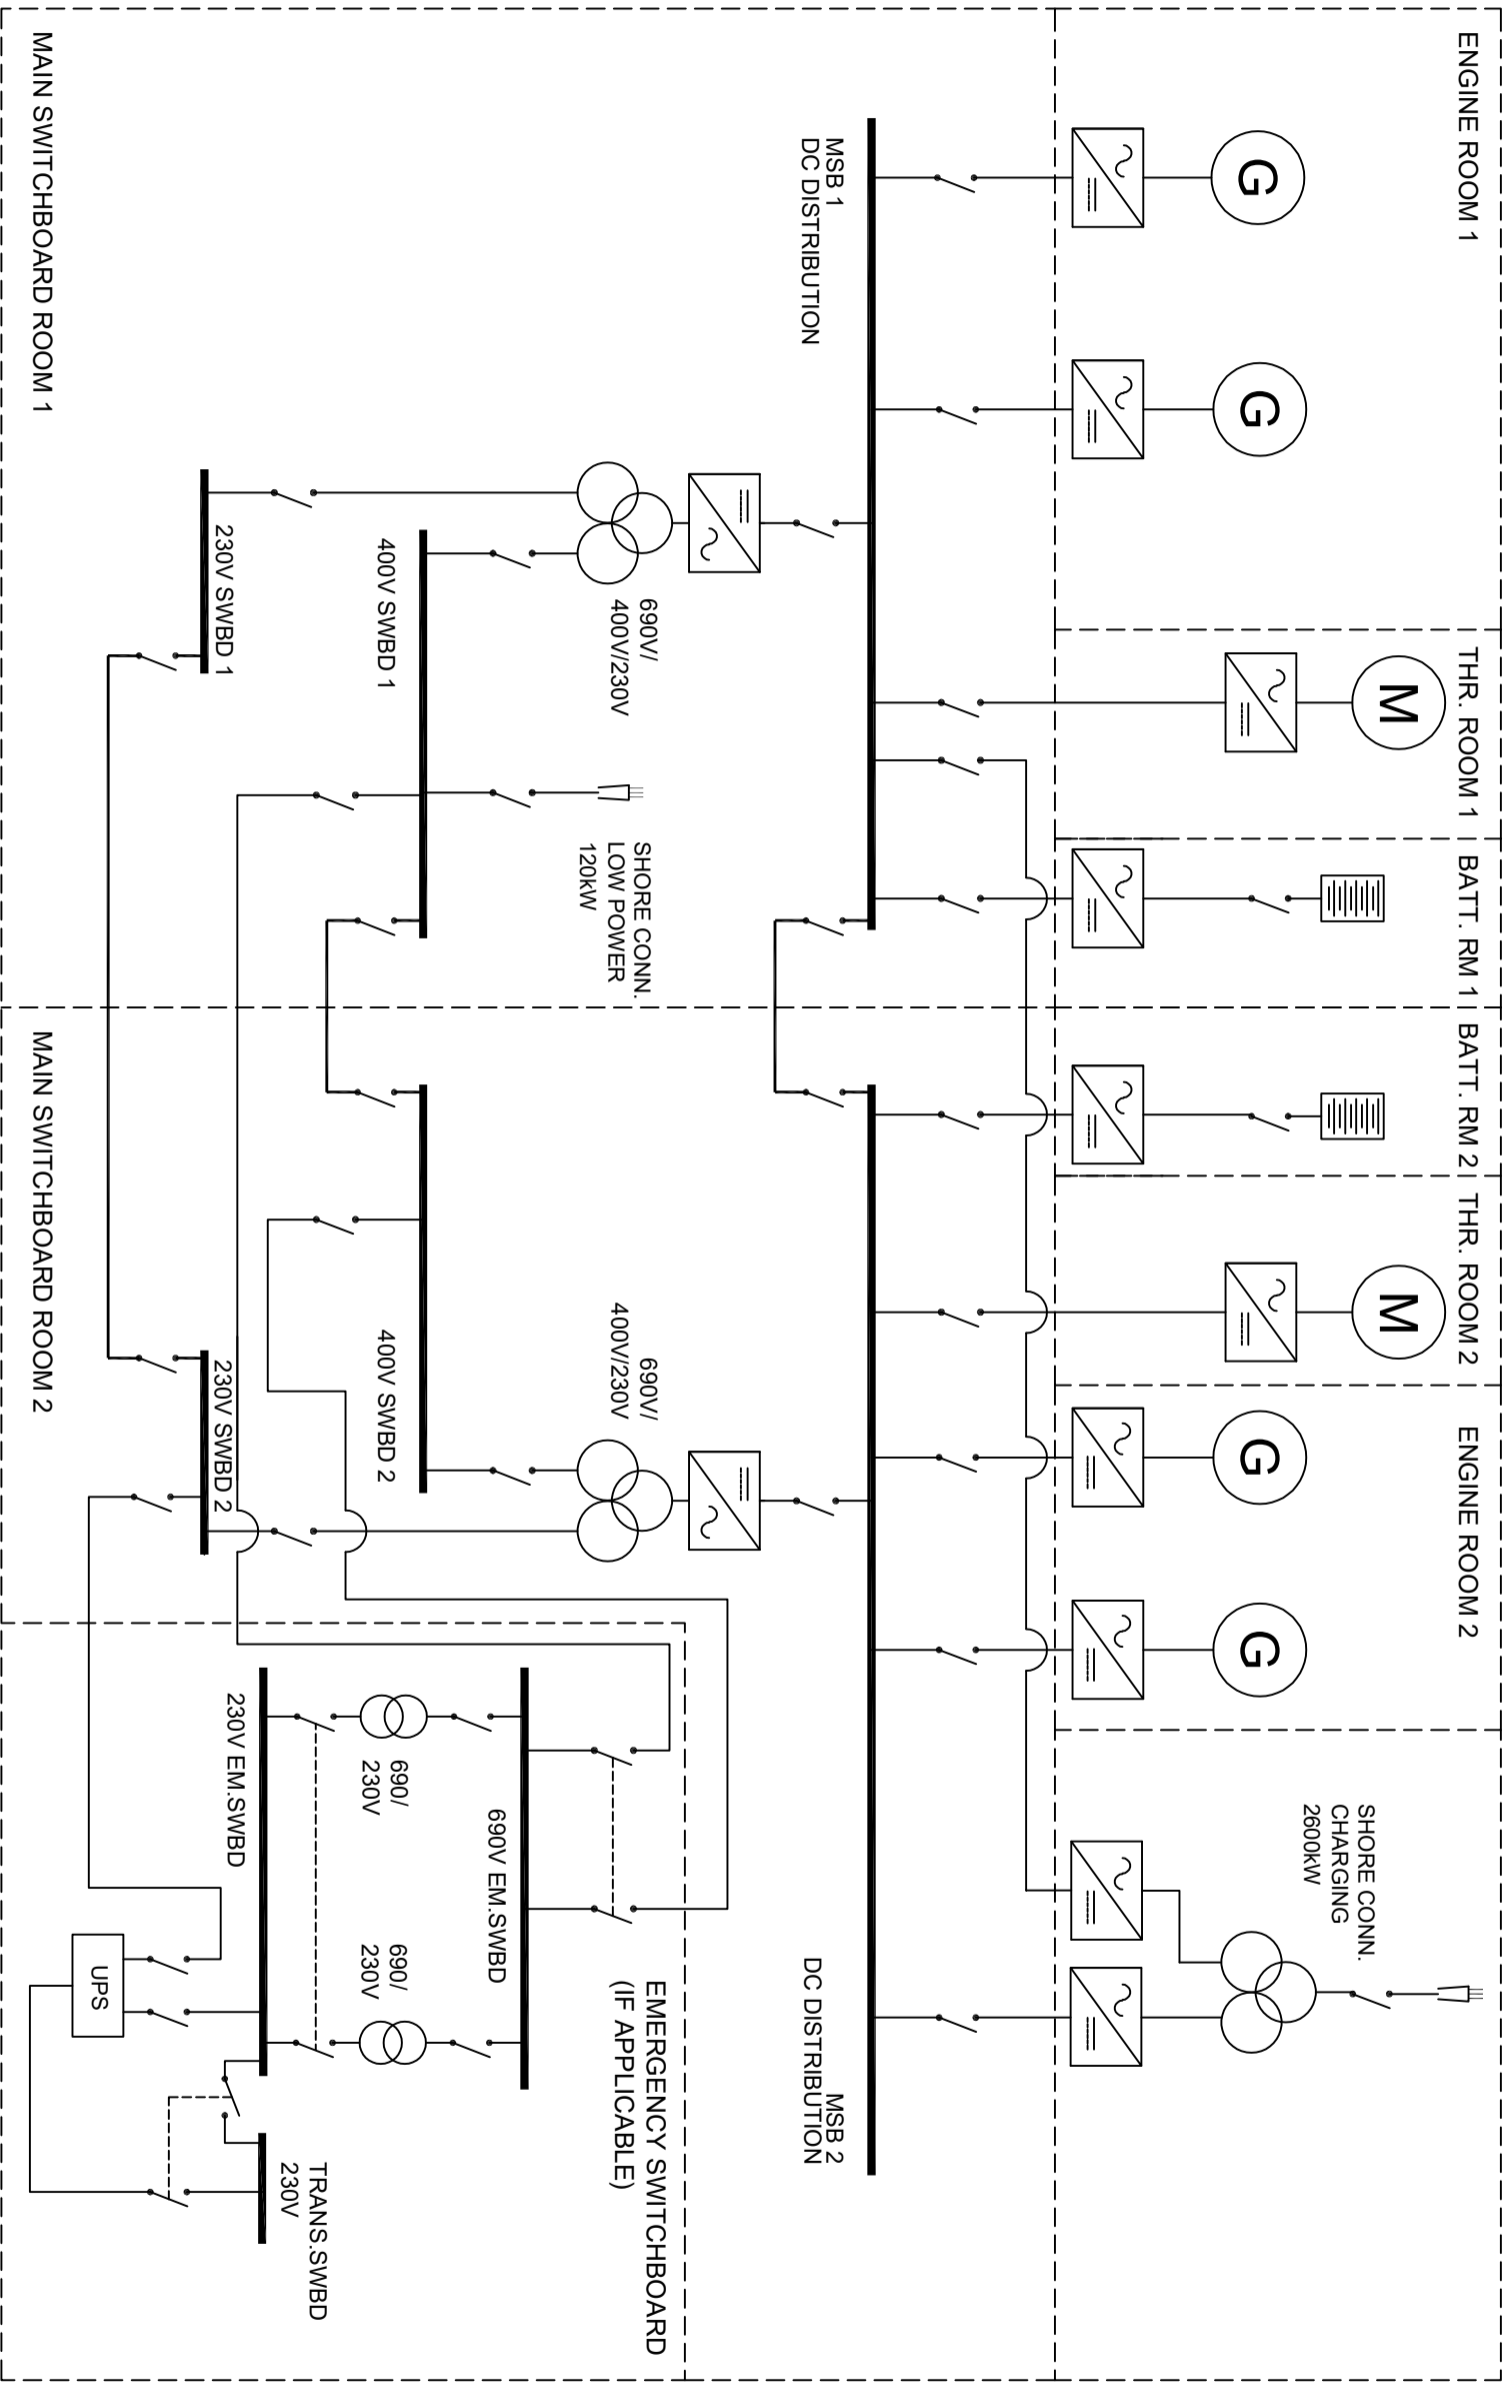 ENGINE ROOM 1
THR. ROOM 1
BATT. RM 1
BATT. RM 2
THR. ROOM 2
ENGINE ROOM 2
G
G
M
M
G
G
SHORE CONN.
CHARGING
2600kW
MSB 1
DC DISTRIBUTION
MSB 2
DC DISTRIBUTION
690V/
400V/230V
SHORE CONN.
LOW POWER
120kW
690V/
400V/230V
EMERGENCY SWITCHBOARD
(IF APPLICABLE)
400V SWBD 1
400V SWBD 2
690V EM.SWBD
690/
230V
690/
230V
230V SWBD 1
230V SWBD 2
230V EM.SWBD
TRANS.SWBD
230V
UPS
MAIN SWITCHBOARD ROOM 1
MAIN SWITCHBOARD ROOM 2